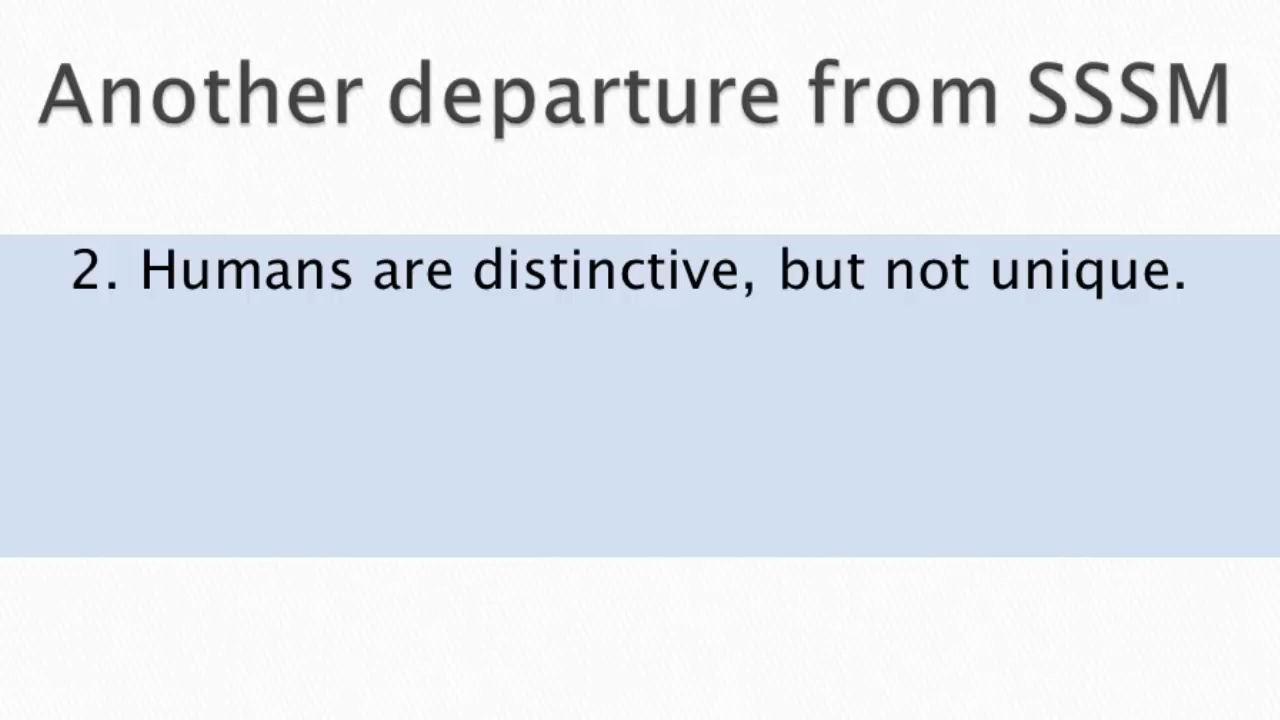 Another departure from SSSM
2. Humans are distinctive, but not unique.